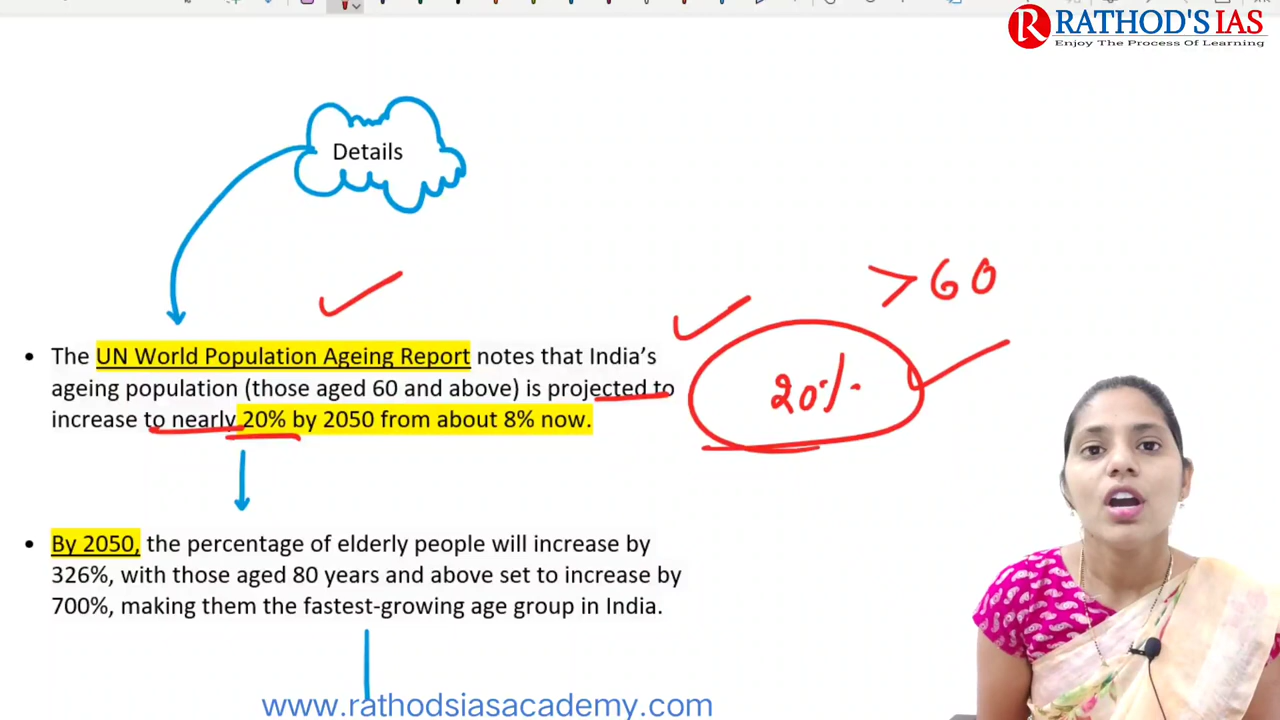 R RATHOD'S IAS
Enjoy The Process Of Learning
Details
>60
• The UN World Population Ageing Report notes that India's
ageing population (those aged 60 and above) is projected to
increase to nearly 20% by 2050 from about 8% now.
20%
• By 2050, the percentage of elderly people will increase by
326%, with those aged 80 years and above set to increase by
700%, making them the fastest-growing age group in India.
www.rathodsiasacademy.com